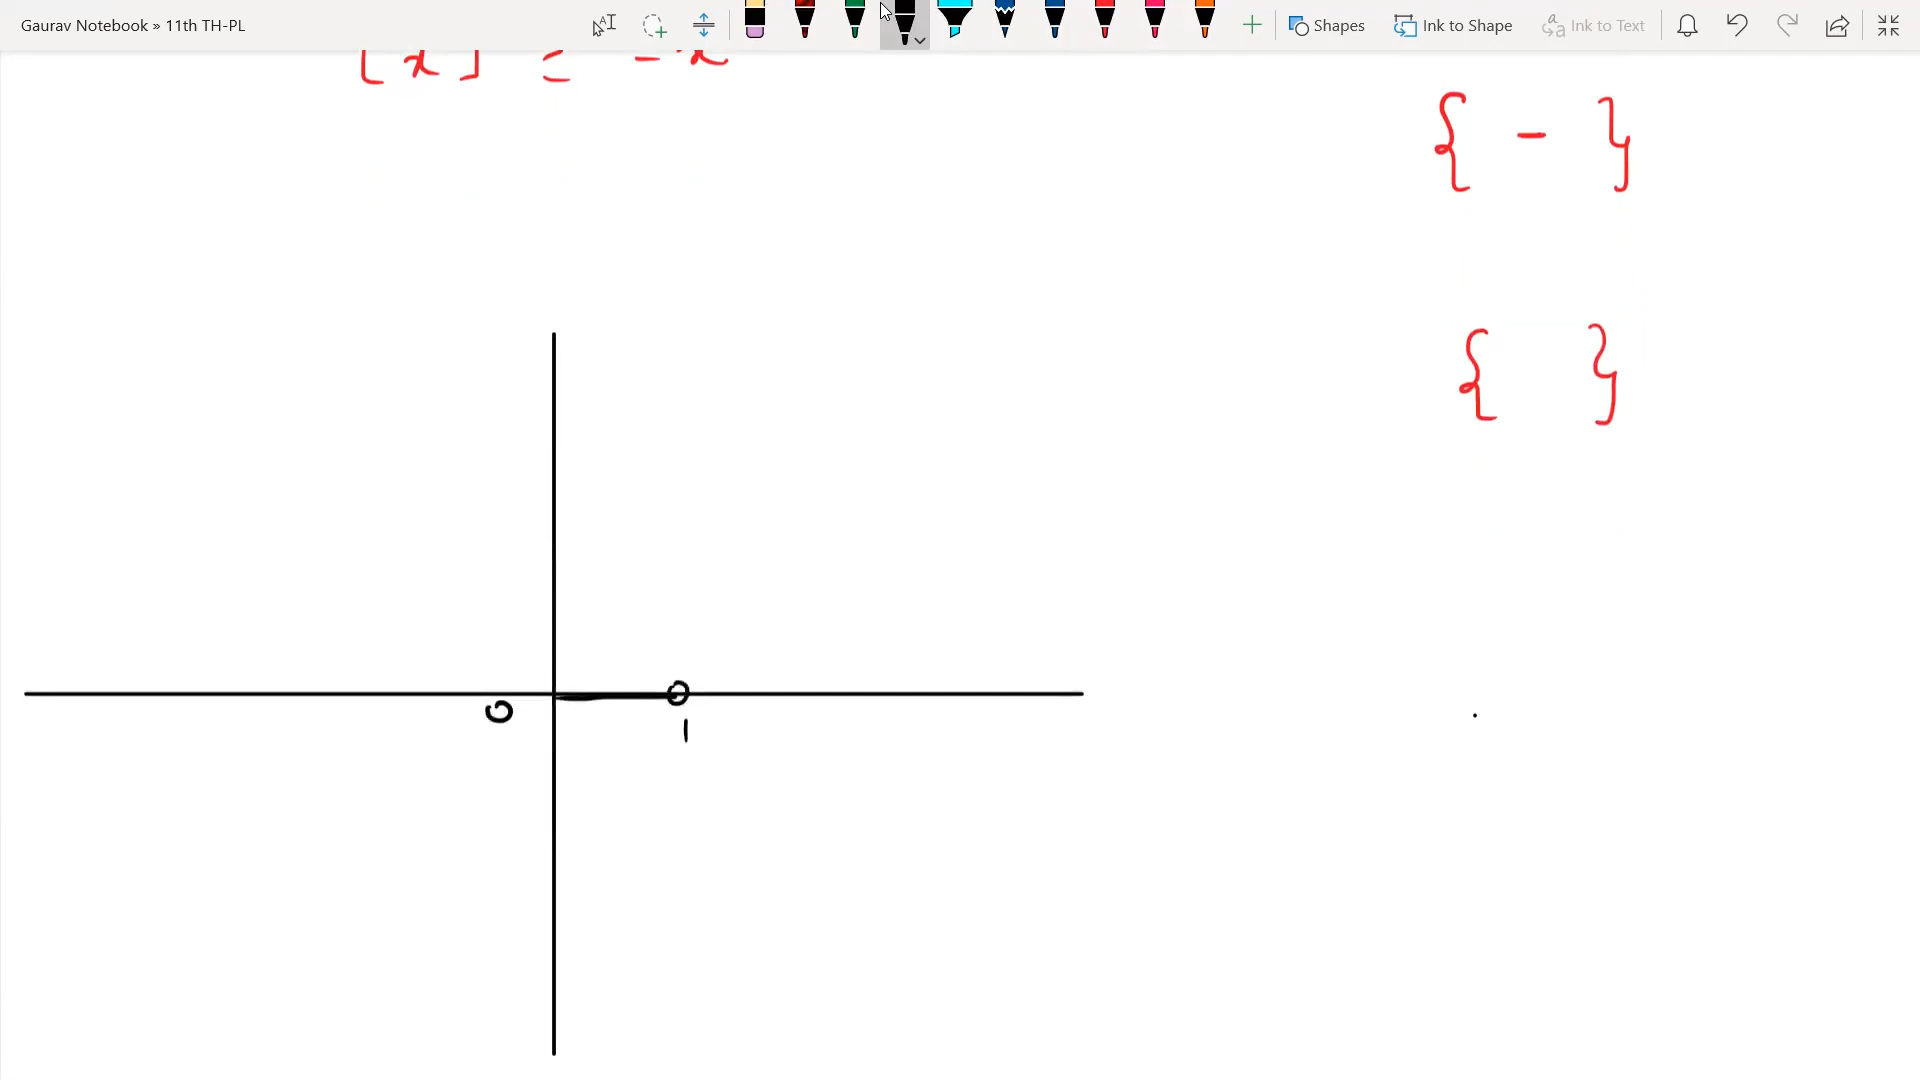 Gaurav Notebook » 11th TH-PL
Shapes
Ink to Shape
Ink to Text
[x] = -x
{ - }
{ }
0
1